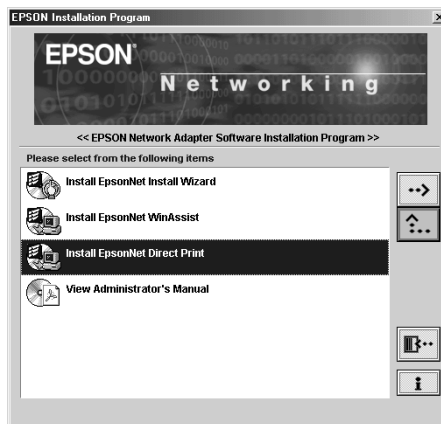 EPSON Installation Program
EPSON
Networking
<< EPSON Network Adapter Software Installation Program >>
Please select from the following items
Install EpsonNet Install Wizard
Install EpsonNet WinAssist
Install EpsonNet Direct Print
View Administrator's Manual